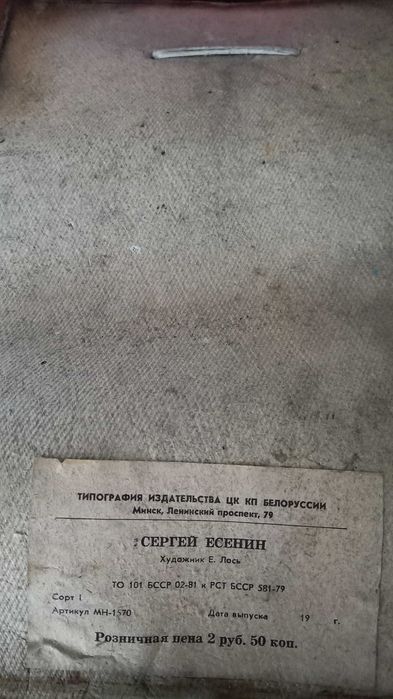 ТИПОГРАФИЯ ИЗДАТЕЛЬСТВА ЦК КП БЕЛОРУССИИ
Минск, Ленинский проспект, 79
СЕРГЕЙ ЕСЕНИН
Художник Е. Лось
ТО 101 БССР 02-81 к РСТ БССР 581-79
Сорт I
Артикул МН-1570 Дата выпуска 19 г.
Розничная цена 2 руб. 50 коп.